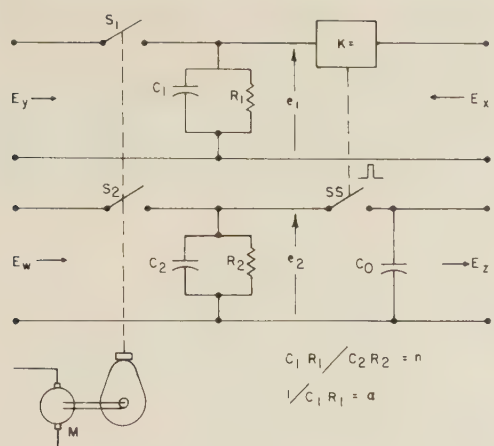 S1
K=
Ey
C1
R1
e1
Ex
S2
SS
Ew
C2
R2
e2
CO
Ez
C1 R1 / C2 R2 = n
1/C1 R1 = α
M